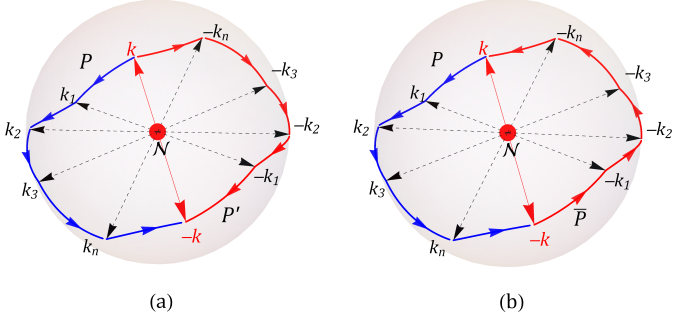 P k −kₙ
−k₃
k₁
k₂ −k₂
𝒩
k₃ −k₁
kₙ −k P′
(a)
P k −kₙ
−k₃
k₁
k₂ −k₂
𝒩
k₃ −k₁
kₙ −k P̅
(b)